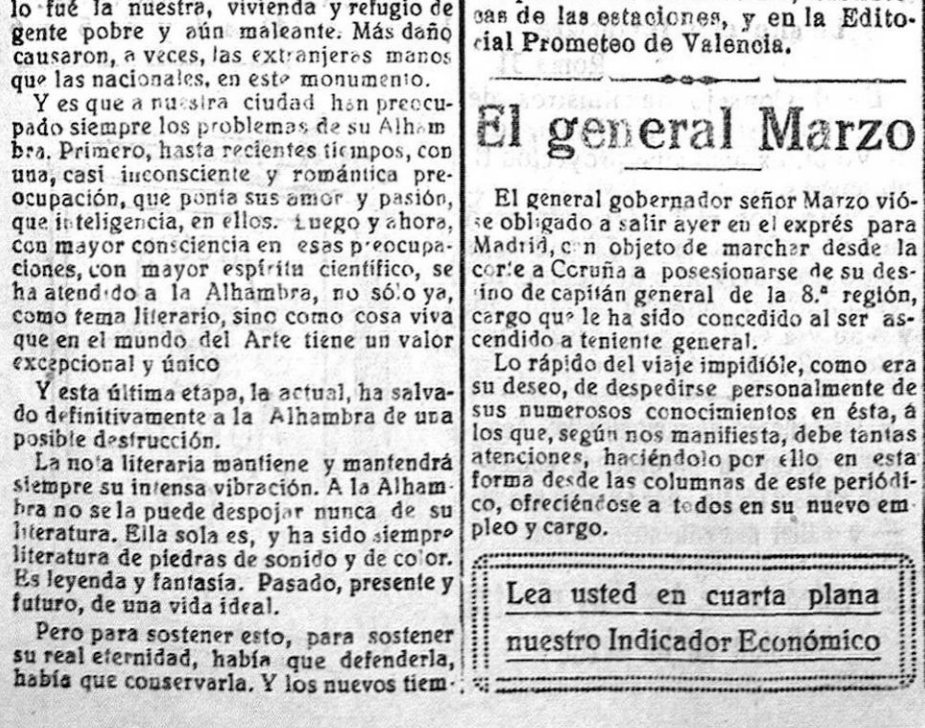 lo fué la nuestra, vivienda y refugio de
gente pobre y aún maleante. Más daño
causaron, a veces, las extranjeras manos
que las nacionales, en este monumento.
Y es que a nuestra ciudad han preocu-
pado siempre los problemas de su Alham
bra. Primero, hasta recientes tiempos, con
una, casi inconsciente y romántica pre-
ocupación, que ponía sus amor y pasión,
que inteligencia, en ellos. Luego y ahora,
con mayor consciencia en esas preocupa-
ciones, con mayor espíritu científico, se
ha atendido a la Alhambra, no sólo ya,
como tema literario, sino como cosa viva
que en el mundo del Arte tiene un valor
excepcional y único
Y esta última etapa, la actual, ha salva-
do definitivamente a la Alhambra de una
posible destrucción.
La nota literaria mantiene y mantendrá
siempre su intensa vibración. A la Alham-
bra no se la puede despojar nunca de su
literatura. Ella sola es, y ha sido siempre
literatura de piedras de sonido y de color.
Es leyenda y fantasía. Pasado, presente y
futuro, de una vida ideal.
Pero para sostener esto, para sostener
su real eternidad, había que defenderla,
había que conservarla. Y los nuevos tiem-
cas de las estaciones, y en la Edito-
rial Prometeo de Valencia.
El general Marzo
El general gobernador señor Marzo vió-
se obligado a salir ayer en el exprés para
Madrid, con objeto de marchar desde la
corte a Coruña a posesionarse de su des-
tino de capitán general de la 8.ª región,
cargo que le ha sido concedido al ser as-
cendido a teniente general.
Lo rápido del viaje impidióle, como era
su deseo, de despedirse personalmente de
sus numerosos conocimientos en ésta, a
los que, según nos manifiesta, debe tantas
atenciones, haciéndolo por ello en esta
forma desde las columnas de este periódi-
co, ofreciéndose a todos en su nuevo em
pleo y cargo.
Lea usted en cuarta plana
nuestro Indicador Económico